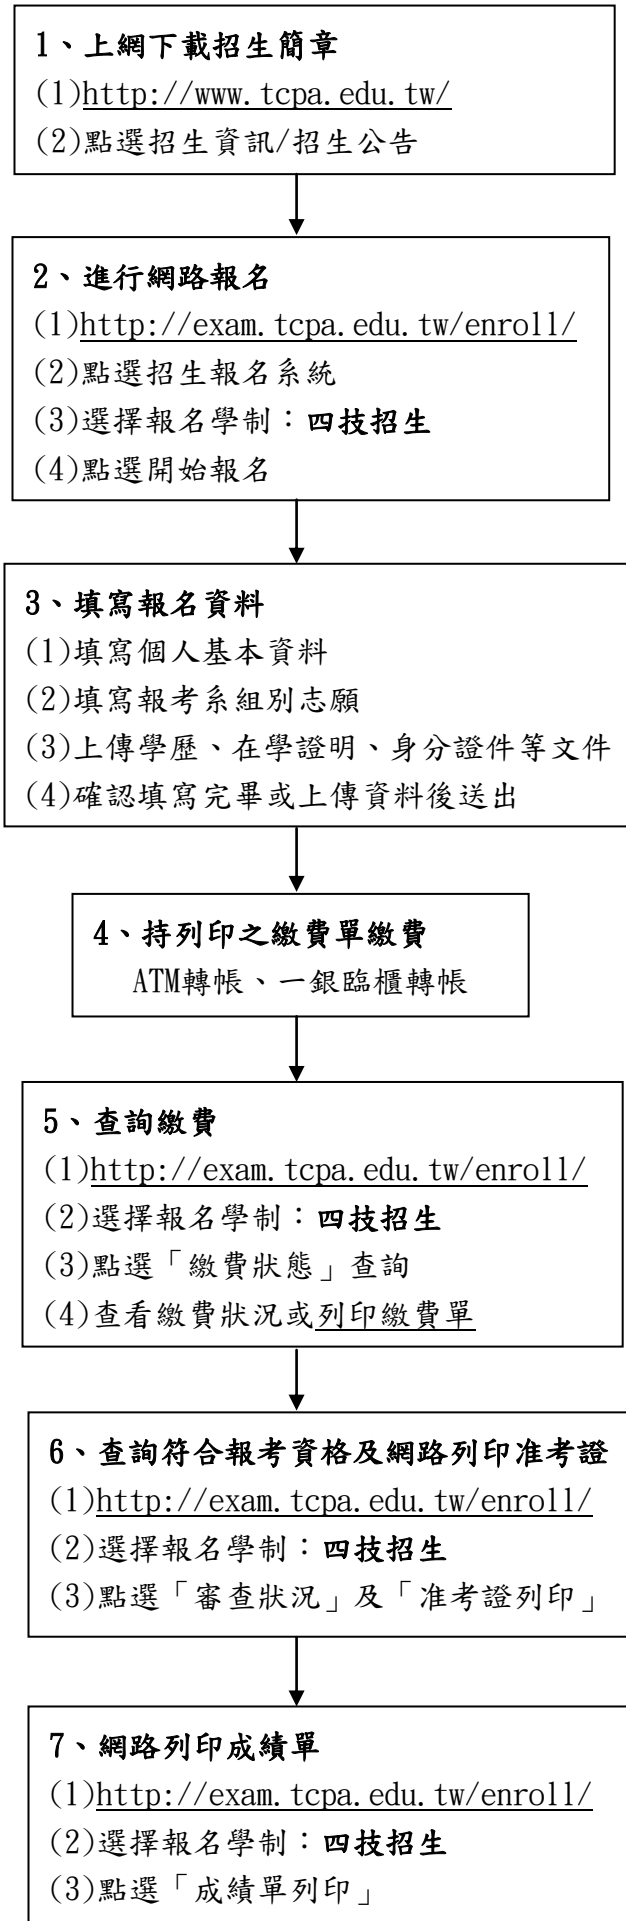 1、上網下載招生簡章
(1)http://www.tcpa.edu.tw/
(2)點選招生資訊/招生公告
2、進行網路報名
(1)http://exam.tcpa.edu.tw/enroll/
(2)點選招生報名系統
(3)選擇報名學制：四技招生
(4)點選開始報名
3、填寫報名資料
(1)填寫個人基本資料
(2)填寫報考系組別志願
(3)上傳學歷、在學證明、身分證件等文件
(4)確認填寫完畢或上傳資料後送出
4、持列印之繳費單繳費
ATM轉帳、一銀臨櫃轉帳
5、查詢繳費
(1)http://exam.tcpa.edu.tw/enroll/
(2)選擇報名學制：四技招生
(3)點選「繳費狀態」查詢
(4)查看繳費狀況或列印繳費單
6、查詢符合報考資格及網路列印准考證
(1)http://exam.tcpa.edu.tw/enroll/
(2)選擇報名學制：四技招生
(3)點選「審查狀況」及「准考證列印」
7、網路列印成績單
(1)http://exam.tcpa.edu.tw/enroll/
(2)選擇報名學制：四技招生
(3)點選「成績單列印」